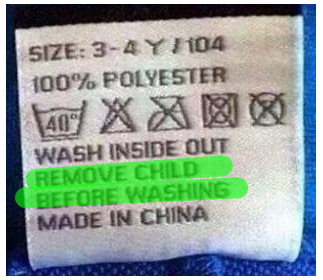 SIZE: 3-4 Y / 104
100% POLYESTER
40°
WASH INSIDE OUT
REMOVE CHILD
BEFORE WASHING
MADE IN CHINA